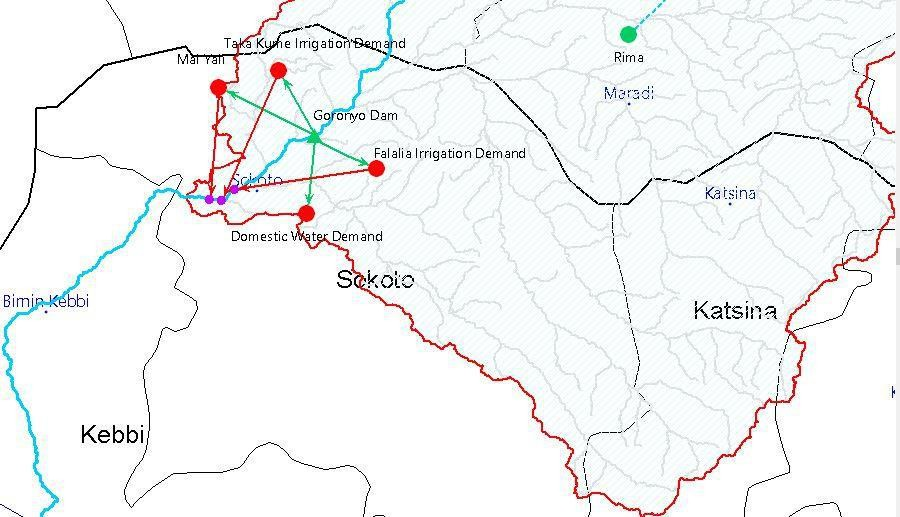 Taka Kume Irrigation Demand
Mai Yali
Rima
Maradi
Goronyo Dam
Falalia Irrigation Demand
Sokoto
Katsina
Domestic Water Demand
Sokoto
Birnin Kebbi
Katsina
Kebbi